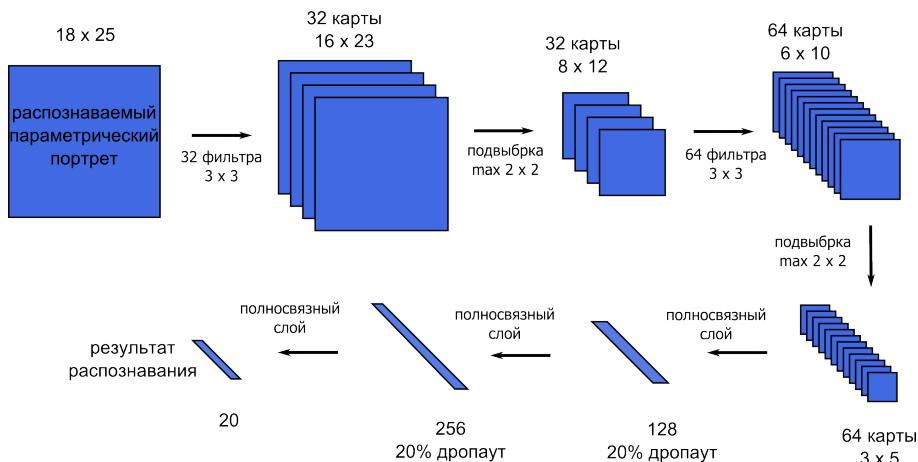 18 x 25
распознаваемый
параметрический
портрет
32 фильтра
3 x 3
32 карты
16 x 23
подвыбрка
max 2 x 2
32 карты
8 x 12
64 фильтра
3 x 3
64 карты
6 x 10
подвыбрка
max 2 x 2
64 карты
3 x 5
полносвязный
слой
128
20% дропаут
полносвязный
слой
256
20% дропаут
полносвязный
слой
20
результат
распознавания